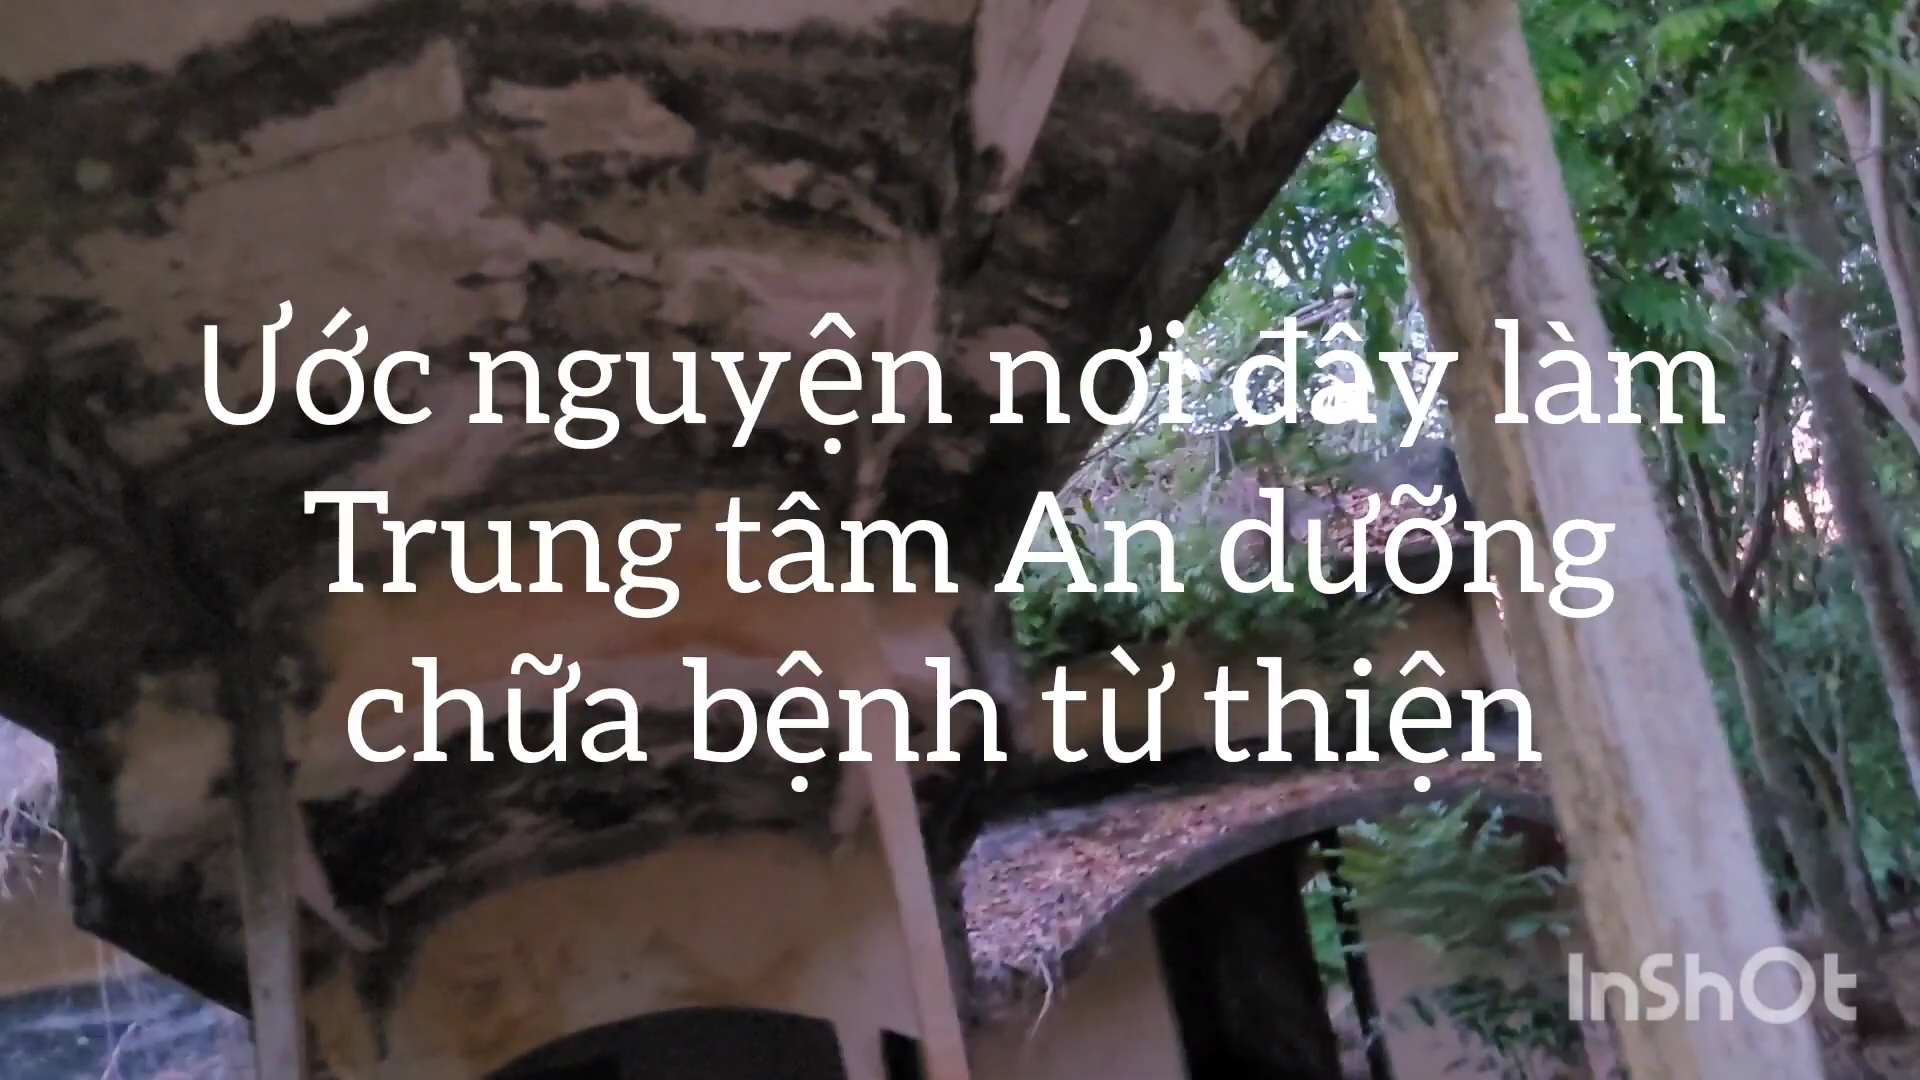 Ước nguyện nơi đây làm
Trung tâm An dưỡng
chữa bệnh từ thiện
InShOt